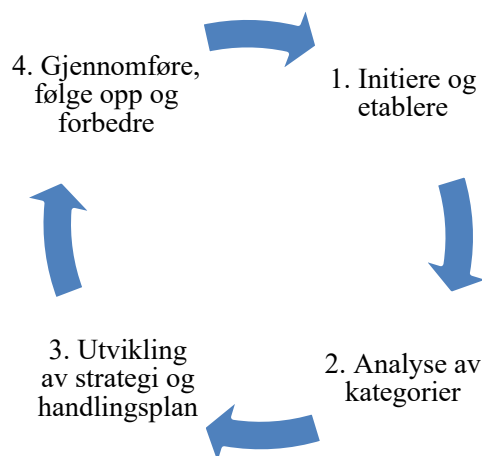 1. Initiere og
etablere
2. Analyse av
kategorier
3. Utvikling
av strategi og
handlingsplan
4. Gjennomføre,
følge opp og
forbedre